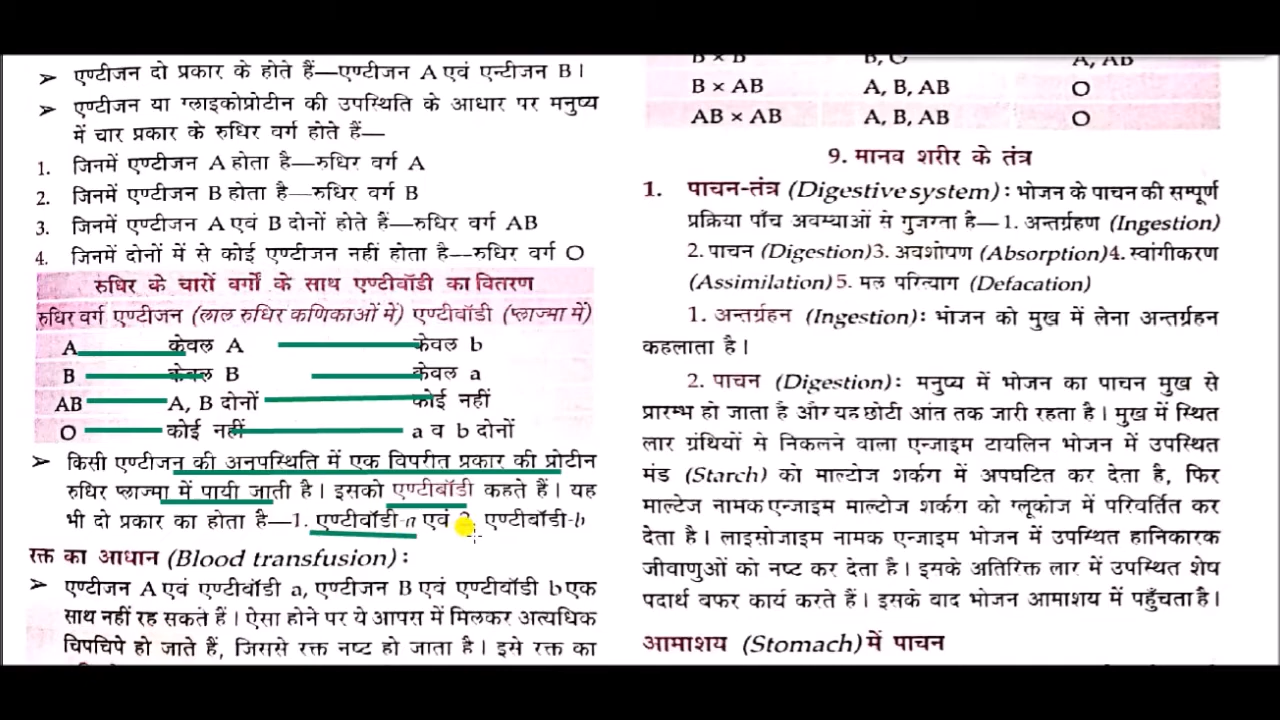 ➤ एण्टीजन दो प्रकार के होते हैं—एण्टीजन A एवं एन्टीजन B।
➤ एण्टीजन या ग्लाइकोप्रोटीन की उपस्थिति के आधार पर मनुष्य
में चार प्रकार के रुधिर वर्ग होते हैं—
1. जिनमें एण्टीजन A होता है—रुधिर वर्ग A
2. जिनमें एण्टीजन B होता है—रुधिर वर्ग B
3. जिनमें एण्टीजन A एवं B दोनों होते हैं—रुधिर वर्ग AB
4. जिनमें दोनों में से कोई एण्टीजन नहीं होता है—रुधिर वर्ग O
रुधिर के चारों वर्गों के साथ एण्टीबॉडी का वितरण
रुधिर वर्ग एण्टीजन (लाल रुधिर कणिकाओं में) एण्टीबॉडी (प्लाज्मा में)
A केवल A केवल b
B केवल B केवल a
AB A, B दोनों कोई नहीं
O कोई नहीं a व b दोनों
➤ किसी एण्टीजन की अनुपस्थिति में एक विपरीत प्रकार की प्रोटीन
रुधिर प्लाज्मा में पायी जाती है। इसको एण्टीबॉडी कहते हैं। यह
भी दो प्रकार का होता है—1. एण्टीबॉडी-a एवं एण्टीबॉडी-b
रक्त का आधान (Blood transfusion) :
➤ एण्टीजन A एवं एण्टीबॉडी a, एण्टीजन B एवं एण्टीबॉडी b एक
साथ नहीं रह सकते हैं। ऐसा होने पर ये आपस में मिलकर अत्यधिक
चिपचिपे हो जाते हैं, जिससे रक्त नष्ट हो जाता है। इसे रक्त का
B × B B, O A, AB
B × AB A, B, AB O
AB × AB A, B, AB O
9. मानव शरीर के तंत्र
1. पाचन-तंत्र (Digestive system) : भोजन के पाचन की सम्पूर्ण
प्रक्रिया पाँच अवस्थाओं से गुजरता है— 1. अन्तर्ग्रहण (Ingestion)
2. पाचन (Digestion) 3. अवशोषण (Absorption) 4. स्वांगीकरण
(Assimilation) 5. मल परित्याग (Defacation)
1. अन्तर्ग्रहन (Ingestion) : भोजन को मुख में लेना अन्तर्ग्रहन
कहलाता है।
2. पाचन (Digestion) : मनुष्य में भोजन का पाचन मुख से
प्रारम्भ हो जाता है और यह छोटी आंत तक जारी रहता है। मुख में स्थित
लार ग्रंथियों से निकलने वाला एन्जाइम टायलिन भोजन में उपस्थित
मंड (Starch) को माल्टोज शर्करा में अपघटित कर देता है, फिर
माल्टेज नामक एन्जाइम माल्टोज शर्करा को ग्लूकोज में परिवर्तित कर
देता है। लाइसोजाइम नामक एन्जाइम भोजन में उपस्थित हानिकारक
जीवाणुओं को नष्ट कर देता है। इसके अतिरिक्त लार में उपस्थित शेष
पदार्थ बफर कार्य करते हैं। इसके बाद भोजन आमाशय में पहुँचता है।
आमाशय (Stomach) में पाचन